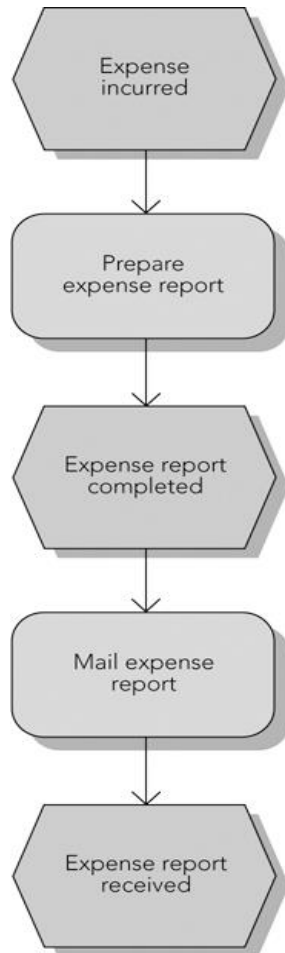 Expense
incurred
Prepare
expense report
Expense report
completed
Mail expense
report
Expense report
received